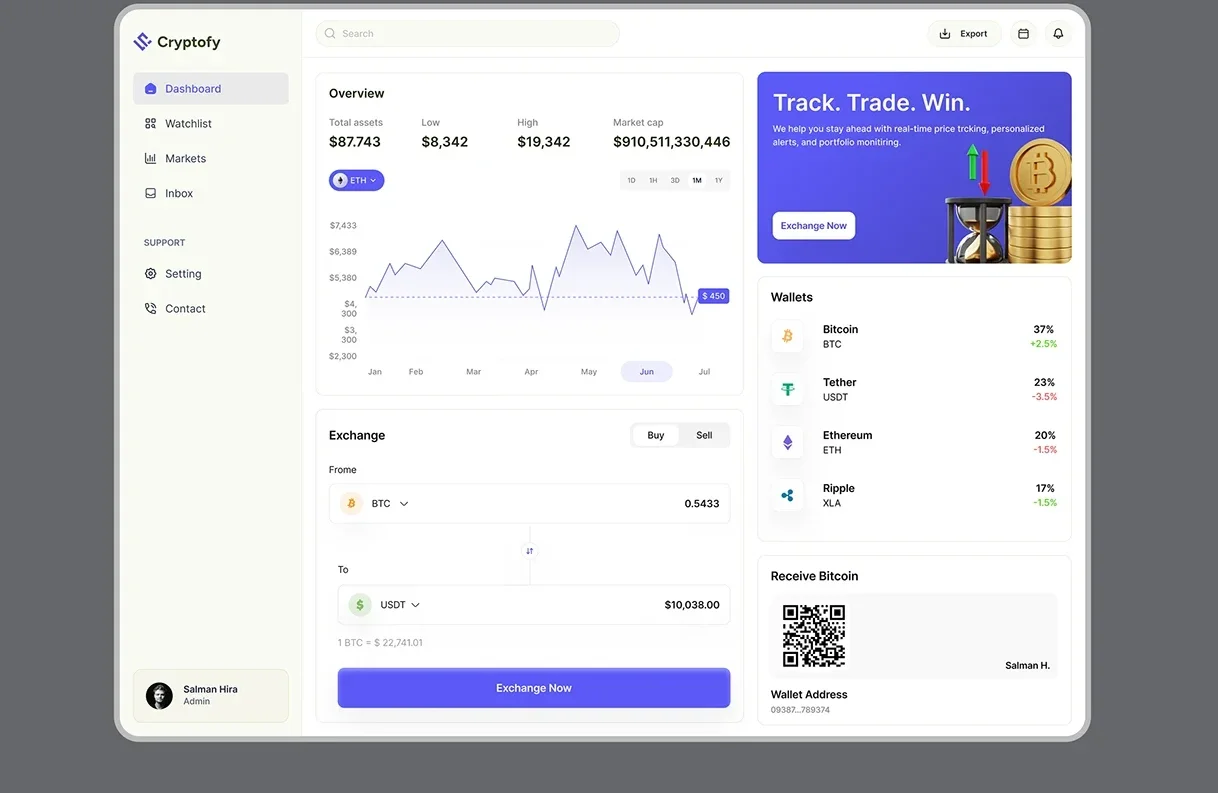 Cryptofy
Dashboard
Watchlist
Markets
Inbox
SUPPORT
Setting
Contact
Salman Hira
Admin
Search
Export
Overview
Total assets Low High Market cap
$87.743 $8,342 $19,342 $910,511,330,446
ETH
1D 1H 3D 1M 1Y
$7,433
$6,389
$5,380
$4,
300
$3,
300
$2,300
$ 450
Jan Feb Mar Apr May Jun Jul
Exchange
Buy Sell
Frome
BTC 0.5433
To
$ USDT $10,038.00
1 BTC = $ 22,741.01
Exchange Now
Track. Trade. Win.
We help you stay ahead with real-time price trcking, personalized
alerts, and portfolio monitiring.
Exchange Now
Wallets
Bitcoin 37%
BTC +2.5%
Tether 23%
USDT -3.5%
Ethereum 20%
ETH -1.5%
Ripple 17%
XLA -1.5%
Receive Bitcoin
Salman H.
Wallet Address
09387...789374